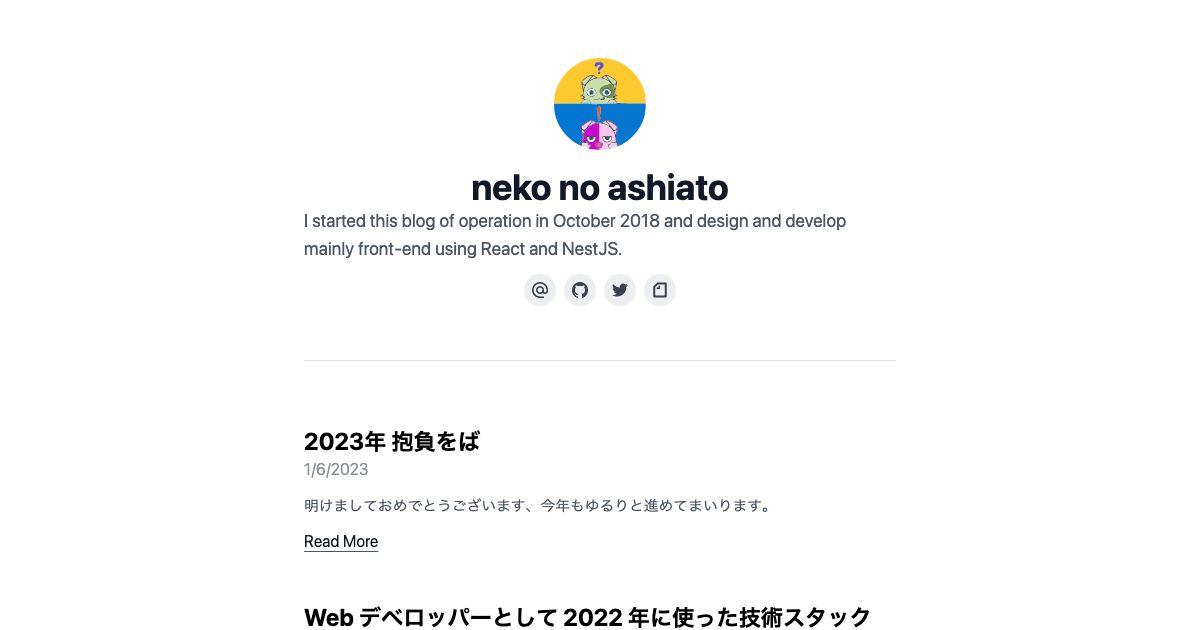 ?
!
neko no ashiato
I started this blog of operation in October 2018 and design and develop
mainly front-end using React and NestJS.
2023年 抱負をば
1/6/2023
明けましておめでとうございます、今年もゆるりと進めてまいります。
Read More
Web デベロッパーとして 2022 年に使った技術スタック